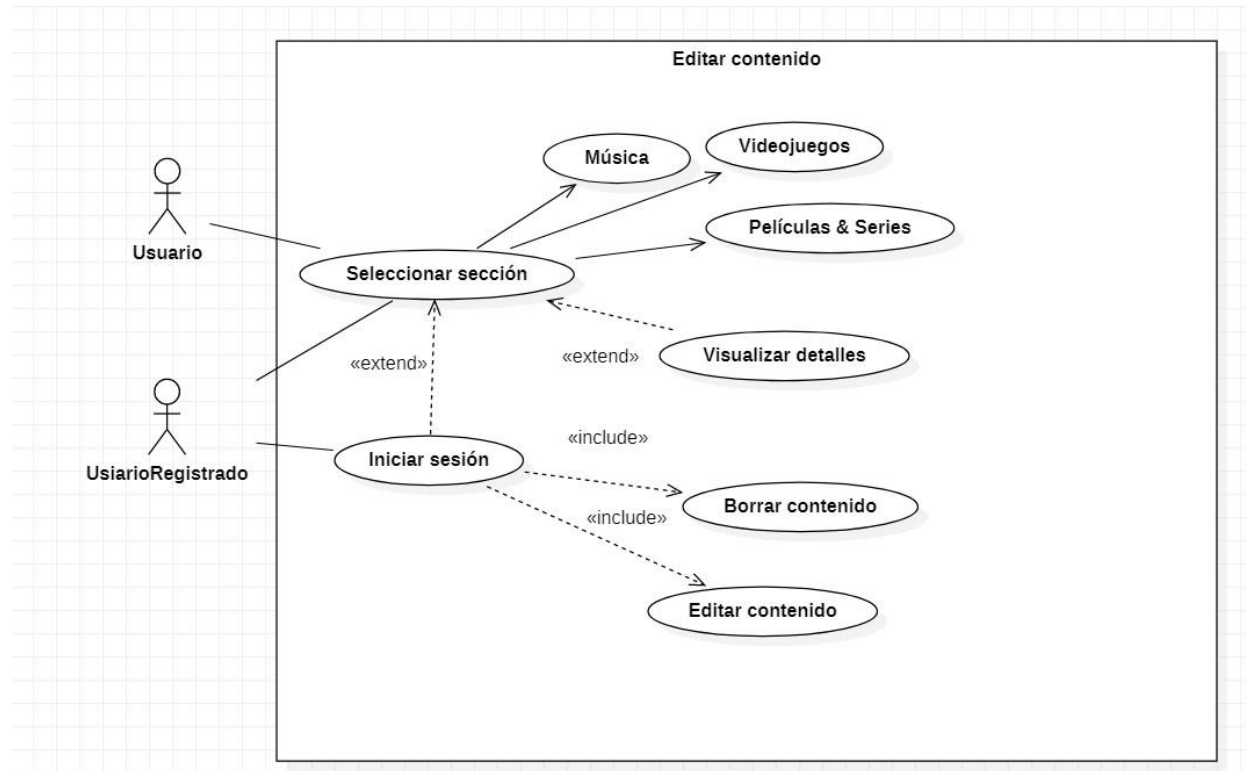 Editar contenido
Música
Videojuegos
Películas & Series
Usuario
Seleccionar sección
«extend»
«extend»
Visualizar detalles
UsiarioRegistrado
Iniciar sesión
«include»
Borrar contenido
«include»
Editar contenido